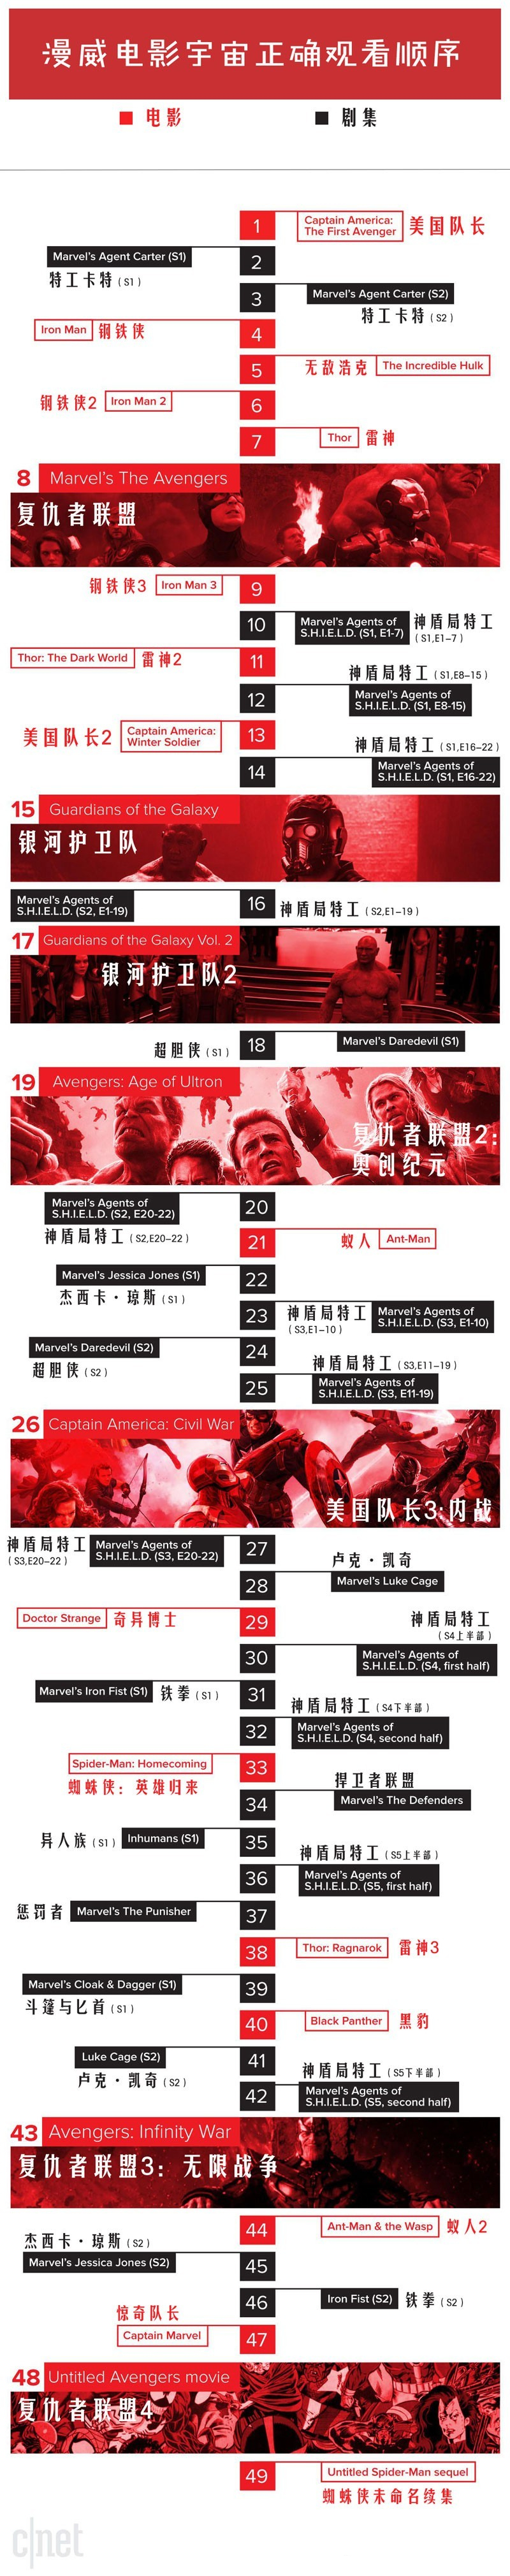 漫威电影宇宙正确观看顺序
电影
剧集
1
Captain America:
The First Avenger
美国队长
Marvel's Agent Carter (S1)
2
特工卡特 ( S1 )
3
Marvel's Agent Carter (S2)
特工卡特 ( S2 )
Iron Man
钢铁侠
4
5
无敌浩克
The Incredible Hulk
钢铁侠2
Iron Man 2
6
7
Thor
雷神
8 Marvel's The Avengers
复仇者联盟
钢铁侠3
Iron Man 3
9
10
Marvel's Agents of
S.H.I.E.L.D. (S1, E1-7)
神盾局特工
( S1,E1–7 )
Thor: The Dark World
雷神2
11
神盾局特工 ( S1,E8–15 )
12
Marvel's Agents of
S.H.I.E.L.D. (S1, E8-15)
美国队长2
Captain America:
Winter Soldier
13
神盾局特工 ( S1,E16–22 )
14
Marvel's Agents of
S.H.I.E.L.D. (S1, E16-22)
15 Guardians of the Galaxy
银河护卫队
Marvel's Agents of
S.H.I.E.L.D. (S2, E1-19)
16
神盾局特工 ( S2,E1–19 )
17 Guardians of the Galaxy Vol. 2
银河护卫队2
超胆侠 ( S1 )
18
Marvel's Daredevil (S1)
19 Avengers: Age of Ultron
复仇者联盟2:
奥创纪元
Marvel's Agents of
S.H.I.E.L.D. (S2, E20-22)
20
神盾局特工 ( S2,E20–22 )
21
蚁人
Ant-Man
Marvel's Jessica Jones (S1)
22
杰西卡·琼斯 ( S1 )
23
神盾局特工
( S3,E1–10 )
Marvel's Agents of
S.H.I.E.L.D. (S3, E1-10)
Marvel's Daredevil (S2)
24
超胆侠 ( S2 )
神盾局特工 ( S3,E11–19 )
25
Marvel's Agents of
S.H.I.E.L.D. (S3, E11-19)
26 Captain America: Civil War
美国队长3:内战
神盾局特工
( S3,E20–22 )
Marvel's Agents of
S.H.I.E.L.D. (S3, E20-22)
27
卢克·凯奇
28
Marvel's Luke Cage
Doctor Strange
奇异博士
29
神盾局特工
( S4上半部 )
30
Marvel's Agents of
S.H.I.E.L.D. (S4, first half)
Marvel's Iron Fist (S1)
铁拳 ( S1 )
31
神盾局特工 ( S4下半部 )
32
Marvel's Agents of
S.H.I.E.L.D. (S4, second half)
Spider-Man: Homecoming
33
蜘蛛侠：英雄归来
捍卫者联盟
34
Marvel's The Defenders
异人族 ( S1 )
Inhumans (S1)
35
神盾局特工 ( S5上半部 )
36
Marvel's Agents of
S.H.I.E.L.D. (S5, first half)
惩罚者
Marvel's The Punisher
37
38
Thor: Ragnarok
雷神3
Marvel's Cloak & Dagger (S1)
39
斗篷与匕首 ( S1 )
40
Black Panther
黑豹
Luke Cage (S2)
41
卢克·凯奇 ( S2 )
神盾局特工 ( S5下半部 )
42
Marvel's Agents of
S.H.I.E.L.D. (S5, second half)
43 Avengers: Infinity War
复仇者联盟3：无限战争
44
Ant-Man & the Wasp
蚁人2
杰西卡·琼斯 ( S2 )
Marvel's Jessica Jones (S2)
45
46
Iron Fist (S2)
铁拳 ( S2 )
惊奇队长
Captain Marvel
47
48 Untitled Avengers movie
复仇者联盟4
49
Untitled Spider-Man sequel
蜘蛛侠未命名续集
c|net